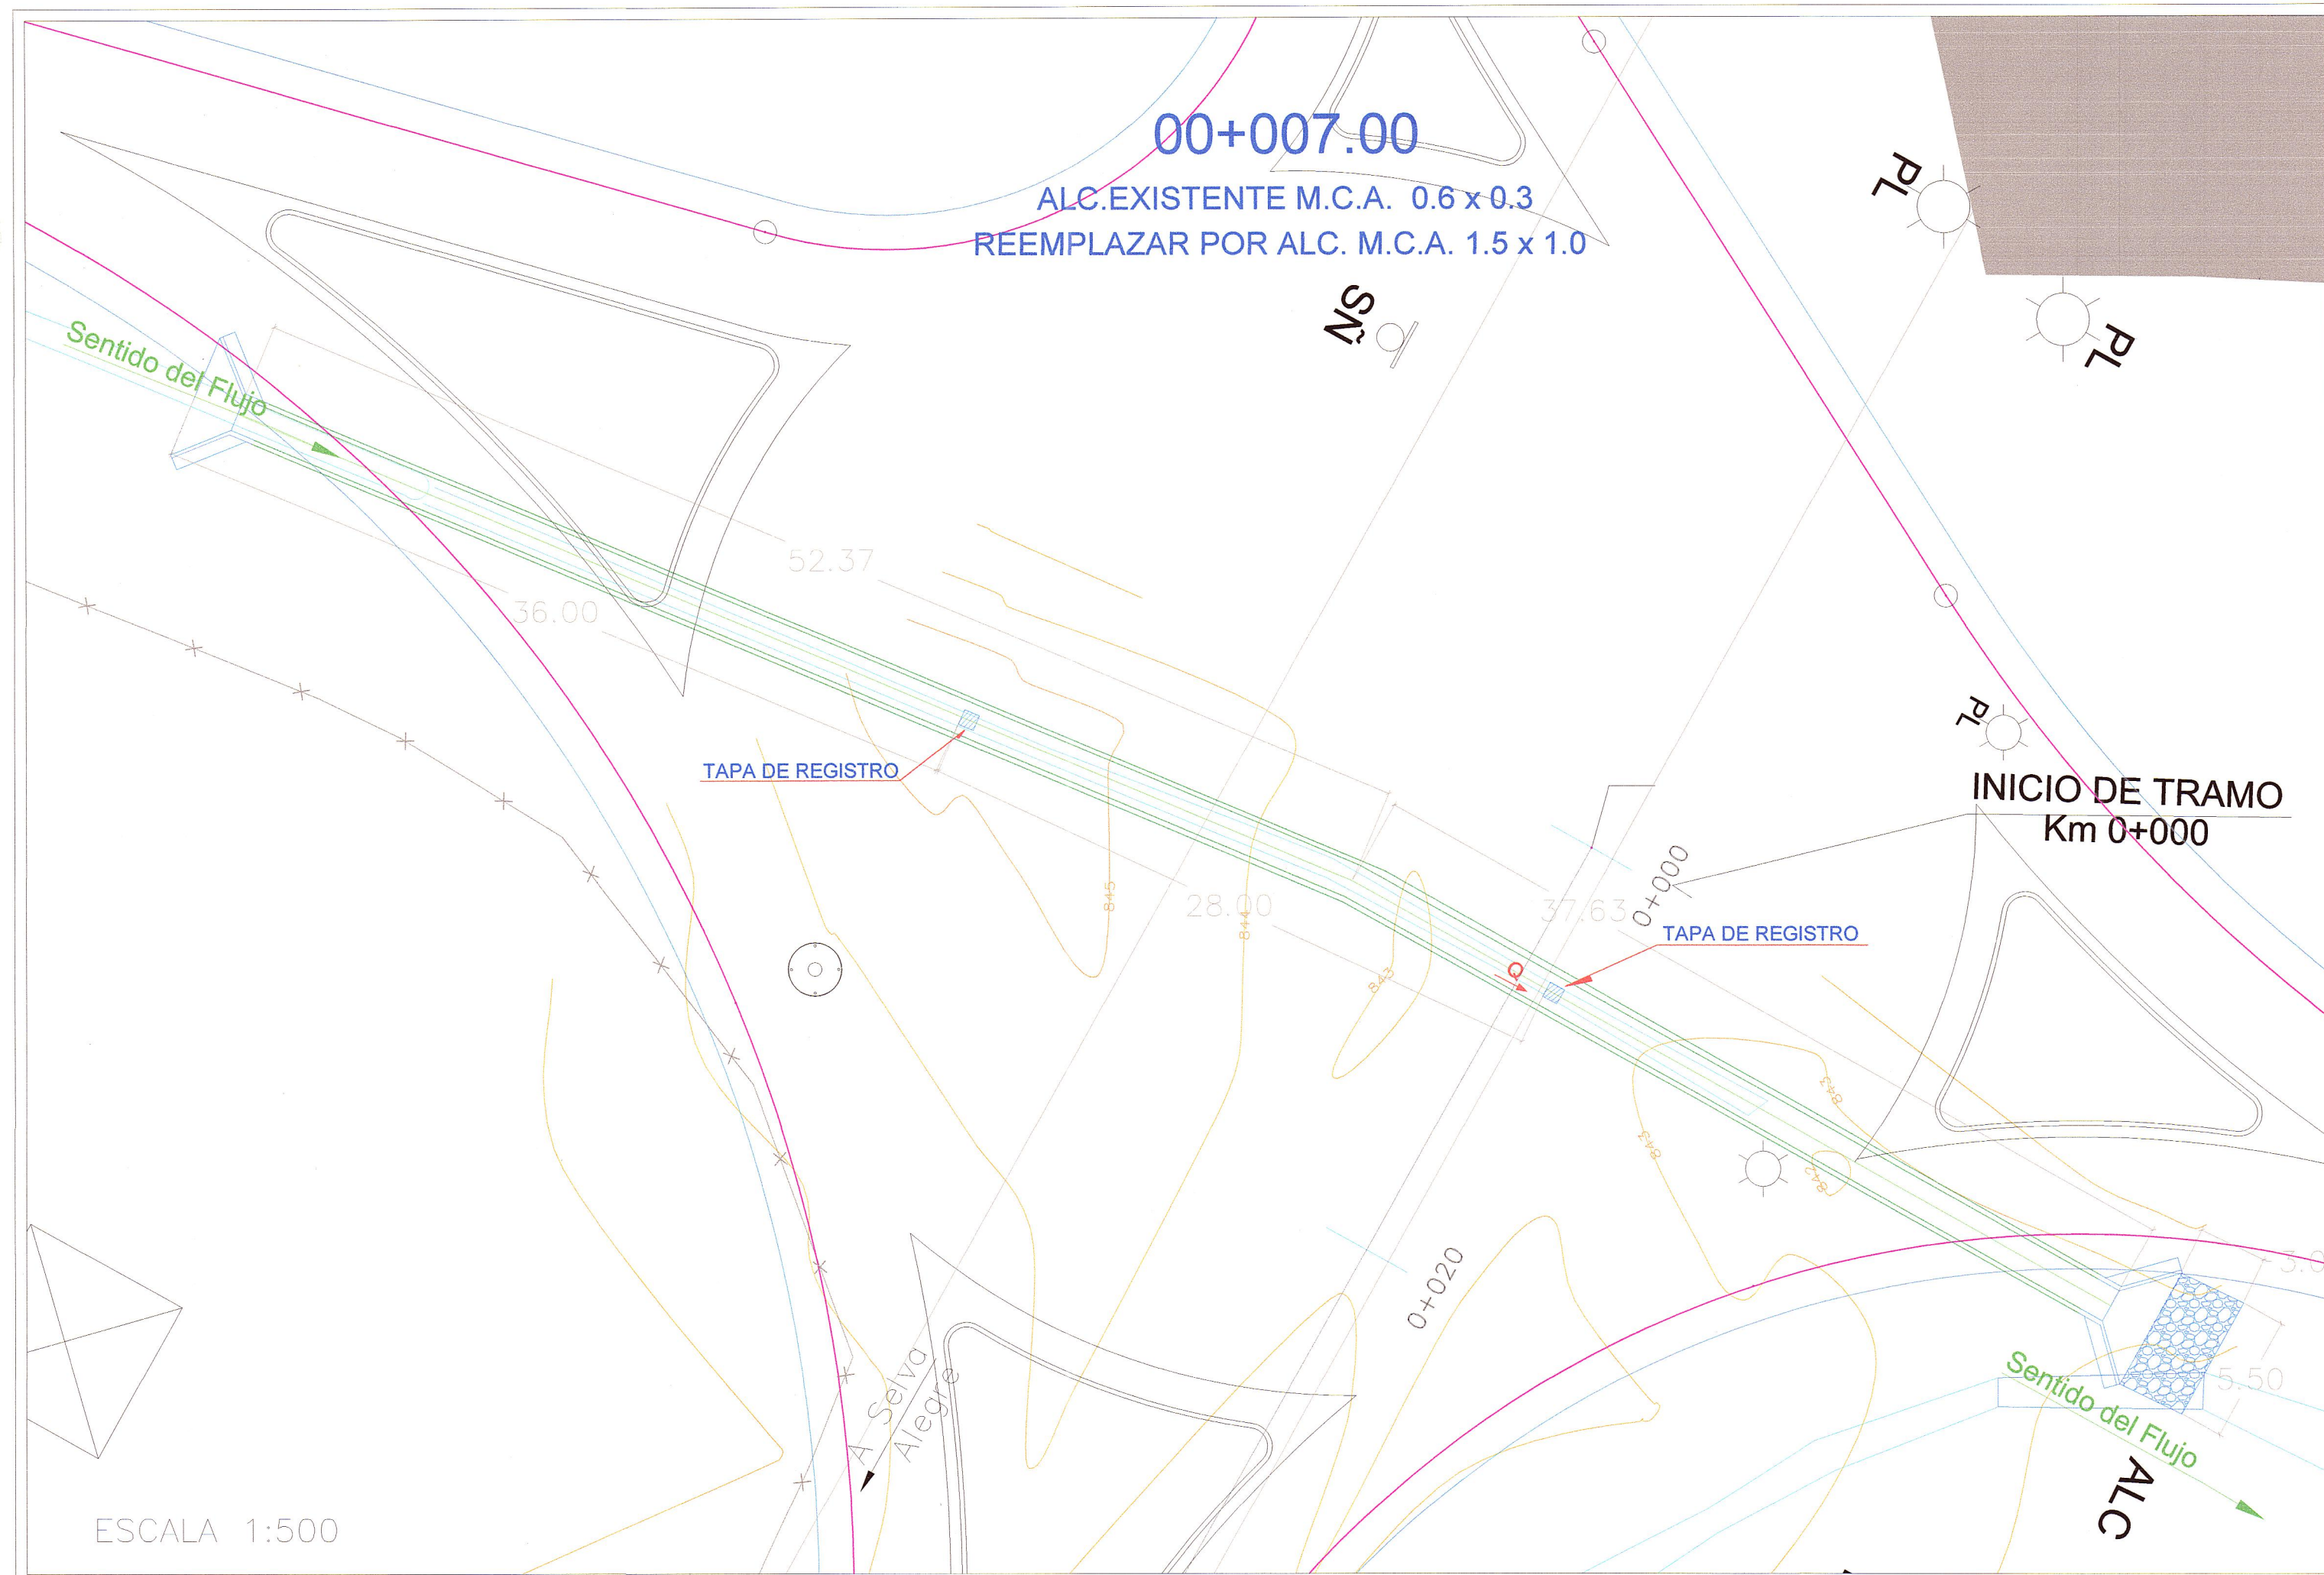 00+007.00
ALC.EXISTENTE M.C.A. 0.6 x 0.3
REEMPLAZAR POR ALC. M.C.A. 1.5 x 1.0
PL
PL
SÑ
Sentido del Flujo
52.37
36.00
TAPA DE REGISTRO
PL
INICIO DE TRAMO
Km 0+000
0+000
845
844
28.00
37.63
TAPA DE REGISTRO
Q
843
843
843
842
0+020
A Selva
Alegre
5.50
Sentido del Flujo
ALC
ESCALA 1:500